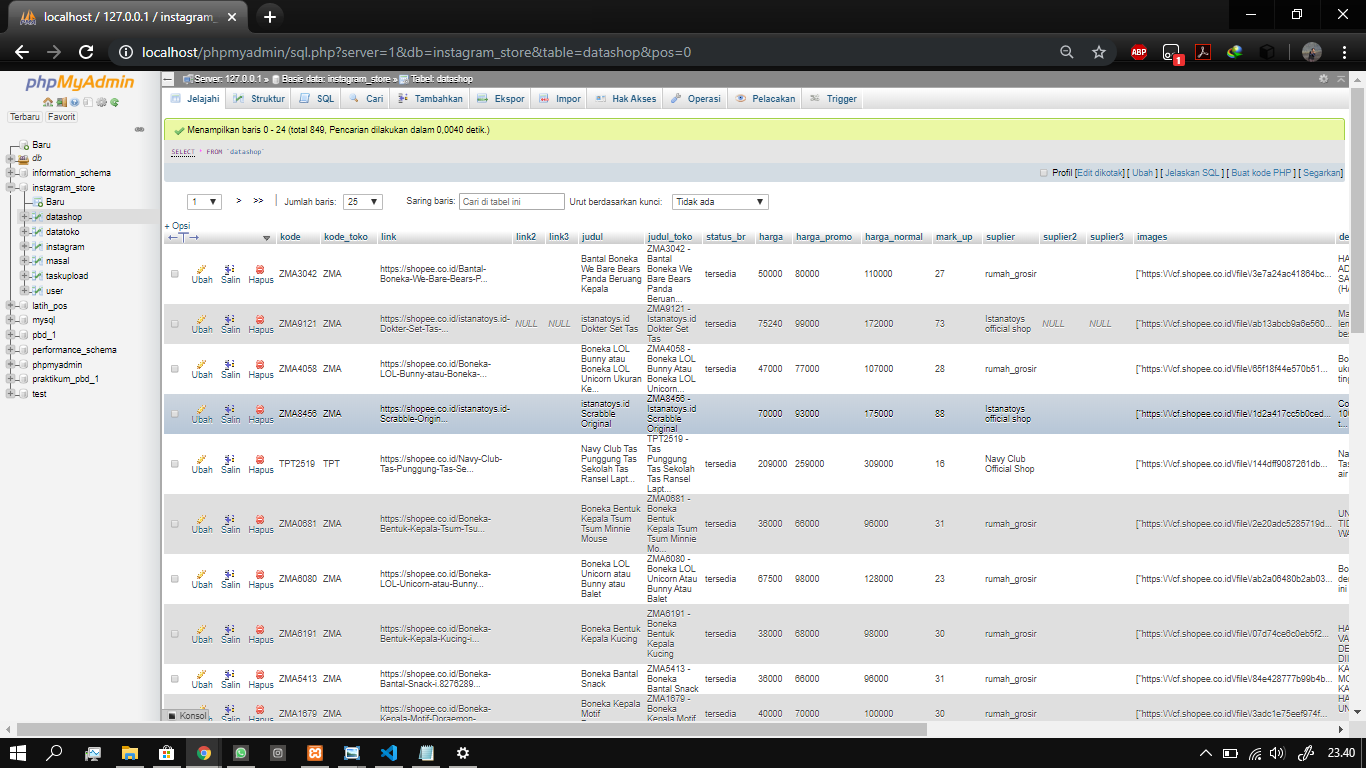 localhost / 127.0.0.1 / instagram_
localhost/phpmyadmin/sql.php?server=1&db=instagram_store&table=datashop&pos=0
ABP
1
phpMyAdmin
Terbaru Favorit
Baru
db
information_schema
instagram_store
Baru
datashop
datatoko
instagram
masal
taskupload
user
latih_pos
mysql
pbd_1
performance_schema
phpmyadmin
praktikum_pbd_1
test
Server: 127.0.0.1 » Basis data: instagram_store » Tabel: datashop
Jelajahi Struktur SQL Cari Tambahkan Ekspor Impor Hak Akses Operasi Pelacakan Trigger
Menampilkan baris 0 - 24 (total 849, Pencarian dilakukan dalam 0,0040 detik.)
SELECT * FROM `datashop`
Profil [Edit dikotak] [ Ubah ] [ Jelaskan SQL ] [ Buat kode PHP ] [ Segarkan]
1 > >> | Jumlah baris: 25 Saring baris: Cari di tabel ini Urut berdasarkan kunci: Tidak ada
+ Opsi
←T→ kode kode_toko link link2 link3 judul judul_toko status_br harga harga_promo harga_normal mark_up suplier suplier2 suplier3 images de
Ubah Salin Hapus ZMA3042 ZMA https://shopee.co.id/Bantal-Boneka-We-Bare-Bears-P... Bantal Boneka We Bare Bears Panda Beruang Kepala ZMA3042 - Bantal Boneka We Bare Bears Panda Beruan... tersedia 50000 80000 110000 27 rumah_grosir ["https:\/\/cf.shopee.co.id\/file\/3e7a24ac41864bc... HA AD SA (HA
Ubah Salin Hapus ZMA9121 ZMA https://shopee.co.id/istanatoys.id-Dokter-Set-Tas-... NULL NULL istanatoys.id Dokter Set Tas ZMA9121 - Istanatoys.id Dokter Set Tas tersedia 75240 99000 172000 73 Istanatoys official shop NULL NULL ["https:\/\/cf.shopee.co.id\/file\/ab13abcb9a6e560... Ma len bes
Ubah Salin Hapus ZMA4058 ZMA https://shopee.co.id/Boneka-LOL-Bunny-atau-Boneka-... Boneka LOL Bunny atau Boneka LOL Unicorn Ukuran Ke... ZMA4058 - Boneka LOL Bunny Atau Boneka LOL Unicorn... tersedia 47000 77000 107000 28 rumah_grosir ["https:\/\/cf.shopee.co.id\/file\/65f18f44e570b51... Bo ukr ting
Ubah Salin Hapus ZMA8456 ZMA https://shopee.co.id/istanatoys.id-Scrabble-Origin... istanatoys.id Scrabble Original ZMA8456 - Istanatoys.id Scrabble Original tersedia 70000 93000 175000 88 Istanatoys official shop ["https:\/\/cf.shopee.co.id\/file\/1d2a417cc5b0ced... Co 100 t...
Ubah Salin Hapus TPT2519 TPT https://shopee.co.id/Navy-Club-Tas-Punggung-Tas-Se... Navy Club Tas Punggung Tas Sekolah Tas Ransel Lapt... TPT2519 - Tas Punggung Tas Sekolah Tas Ransel Lapt... tersedia 209000 259000 309000 16 Navy Club Official Shop ["https:\/\/cf.shopee.co.id\/file\/144dff9087261db... Na Tas air
Ubah Salin Hapus ZMA0681 ZMA https://shopee.co.id/Boneka-Bentuk-Kepala-Tsum-Tsu... Boneka Bentuk Kepala Tsum Tsum Minnie Mouse ZMA0681 - Boneka Bentuk Kepala Tsum Tsum Minnie Mo... tersedia 36000 66000 96000 31 rumah_grosir ["https:\/\/cf.shopee.co.id\/file\/2e20adc5285719d... UN TID WA
Ubah Salin Hapus ZMA6080 ZMA https://shopee.co.id/Boneka-LOL-Unicorn-atau-Bunny... Boneka LOL Unicorn atau Bunny atau Balet ZMA6080 - Boneka LOL Unicorn Atau Bunny Atau Balet tersedia 67500 98000 128000 23 rumah_grosir ["https:\/\/cf.shopee.co.id\/file\/ab2a06480b2ab03... Bo der ini
Ubah Salin Hapus ZMA6191 ZMA https://shopee.co.id/Boneka-Bentuk-Kepala-Kucing-i... Boneka Bentuk Kepala Kucing ZMA6191 - Boneka Bentuk Kepala Kucing tersedia 38000 68000 98000 30 rumah_grosir ["https:\/\/cf.shopee.co.id\/file\/07d74ce6c0eb5f2... HA VA DE DII
Ubah Salin Hapus ZMA5413 ZMA https://shopee.co.id/Boneka-Bantal-Snack-i.8276289... Boneka Bantal Snack ZMA5413 - Boneka Bantal Snack tersedia 36000 66000 96000 31 rumah_grosir ["https:\/\/cf.shopee.co.id\/file\/84e428777b99b4b... KA MO KA
Salin Hapus ZMA1679 ZMA https://shopee.co.id/Boneka-Kepala-Motif-Doraemon- Boneka Kepala Motif ZMA1679 - Boneka Kepala Motif tersedia 40000 70000 100000 30 rumah_grosir ["https:\/\/cf.shopee.co.id\/file\/3adc1e75eef974f... HA UN
Konsol
23.40